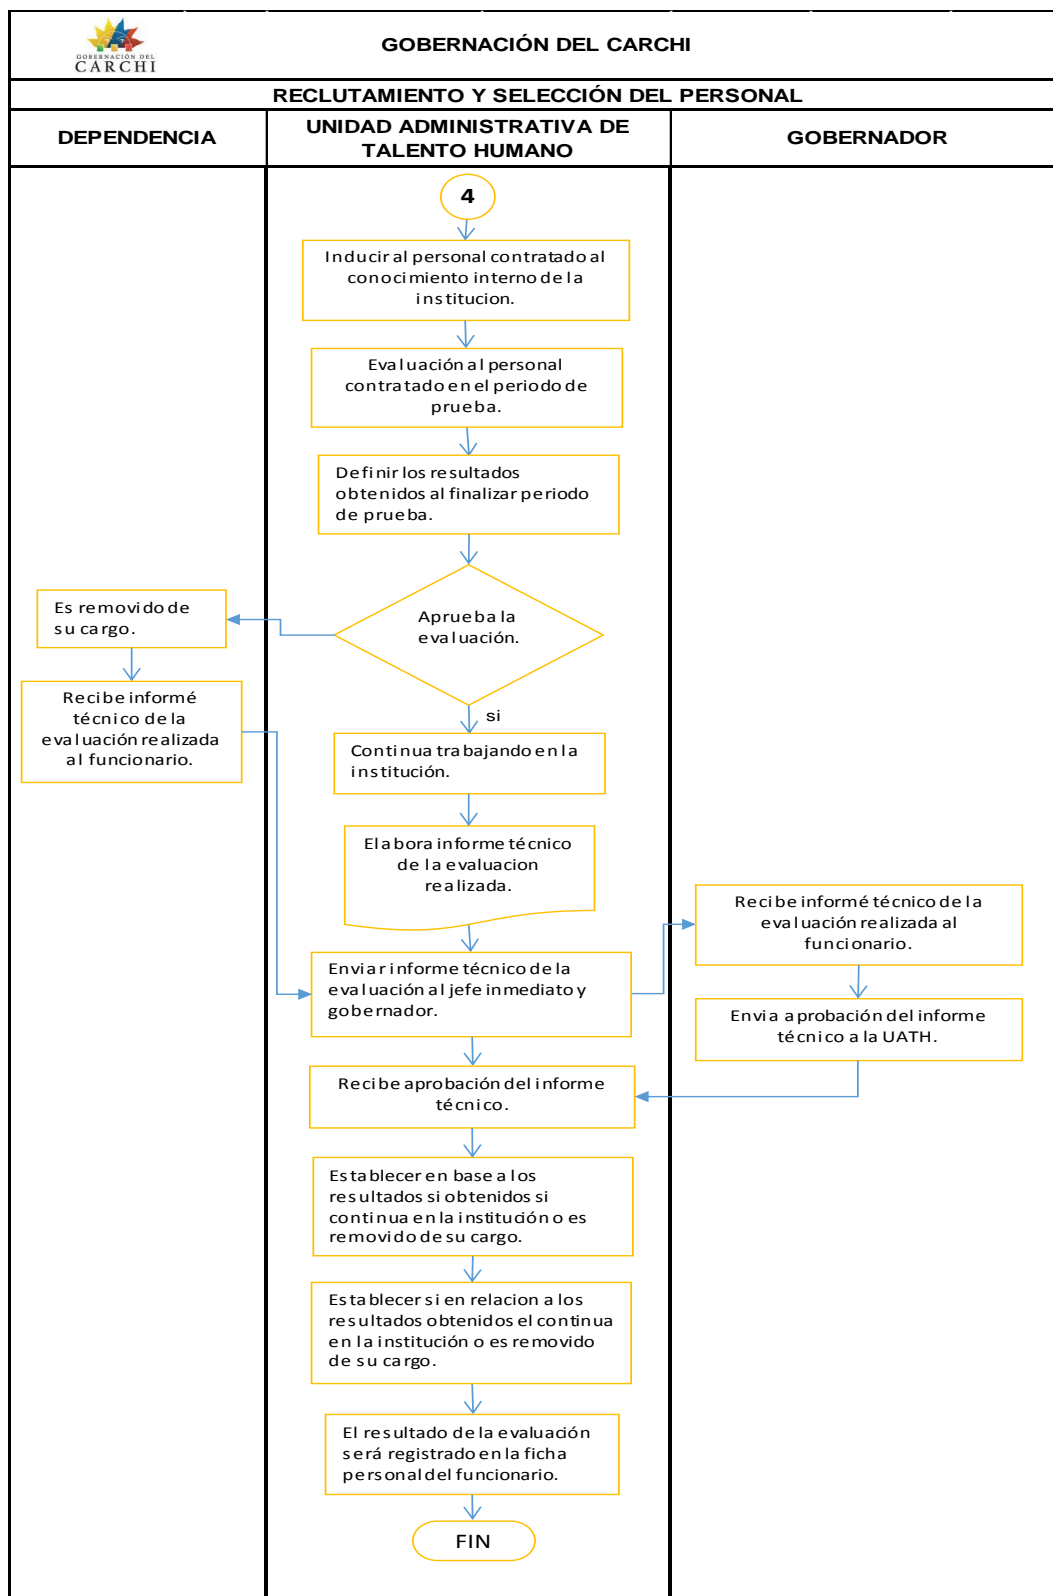 GOBERNACIÓN DEL
CARCHI
GOBERNACIÓN DEL CARCHI
RECLUTAMIENTO Y SELECCIÓN DEL PERSONAL
DEPENDENCIA
UNIDAD ADMINISTRATIVA DE
TALENTO HUMANO
GOBERNADOR
4
Inducir al personal contratado al
conocimiento interno de la
institucion.
Evaluación al personal
contratado en el periodo de
prueba.
Definir los resultados
obtenidos al finalizar periodo
de prueba.
Aprueba la
evaluación.
Es removido de
su cargo.
Recibe informé
técnico de la
evaluación realizada
al funcionario.
si
Continua trabajando en la
institución.
Elabora informe técnico
de la evaluacion
realizada.
Recibe informé técnico de la
evaluación realizada al
funcionario.
Enviar informe técnico de la
evaluación al jefe inmediato y
gobernador.
Envia aprobación del informe
técnico a la UATH.
Recibe aprobación del informe
técnico.
Establecer en base a los
resultados si obtenidos si
continua en la institución o es
removido de su cargo.
Establecer si en relacion a los
resultados obtenidos el continua
en la institución o es removido
de su cargo.
El resultado de la evaluación
será registrado en la ficha
personal del funcionario.
FIN